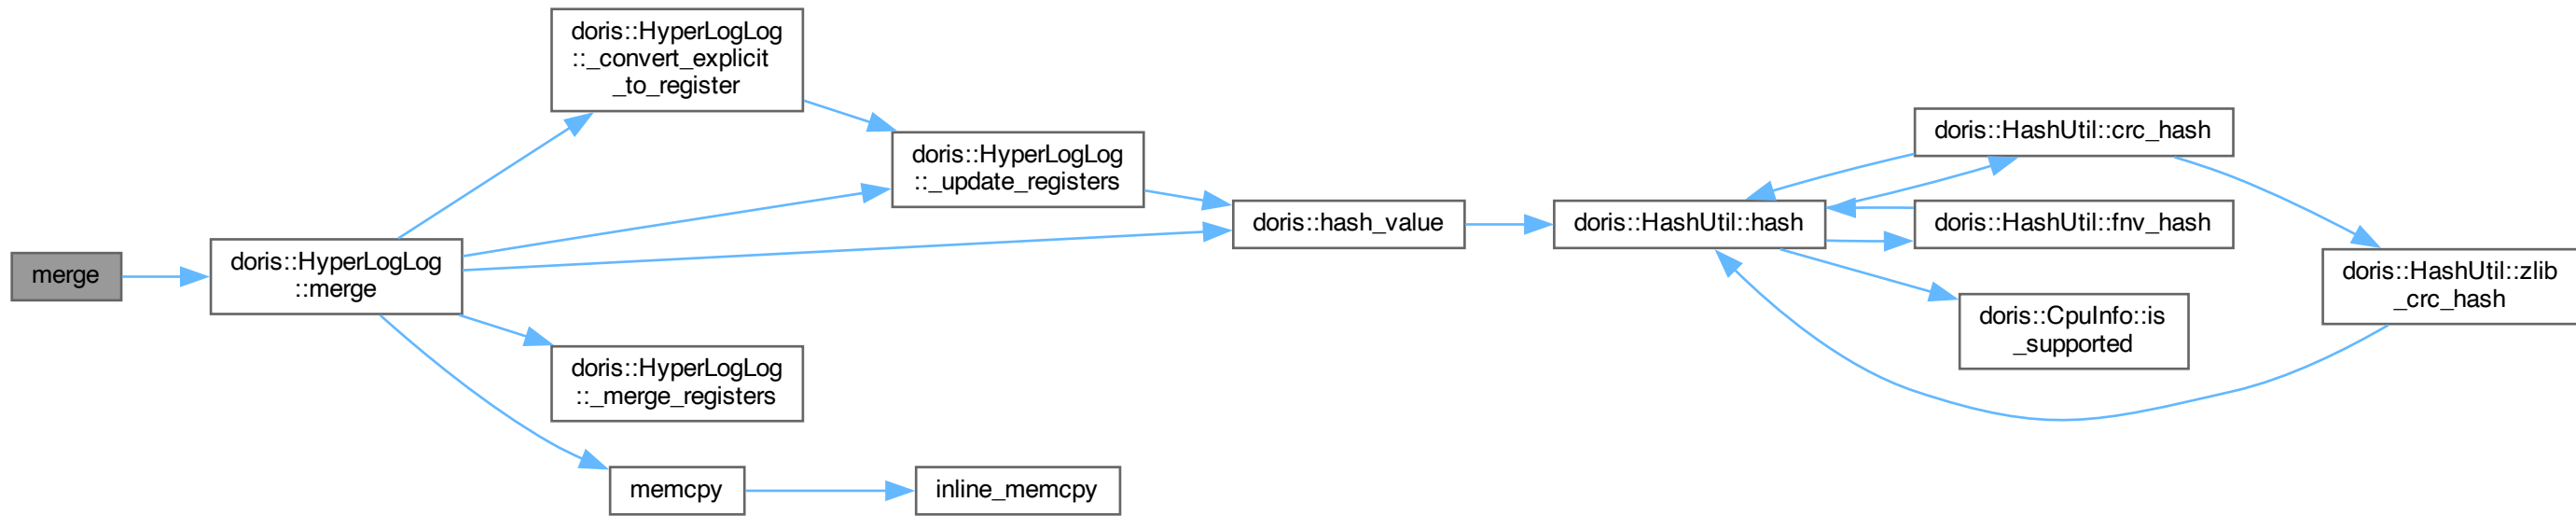 merge
doris::HyperLogLog
::merge
doris::HyperLogLog
::_convert_explicit
_to_register
doris::HyperLogLog
::_update_registers
doris::hash_value
doris::HashUtil::hash
doris::HashUtil::crc_hash
doris::HashUtil::fnv_hash
doris::CpuInfo::is
_supported
doris::HashUtil::zlib
_crc_hash
doris::HyperLogLog
::_merge_registers
memcpy
inline_memcpy